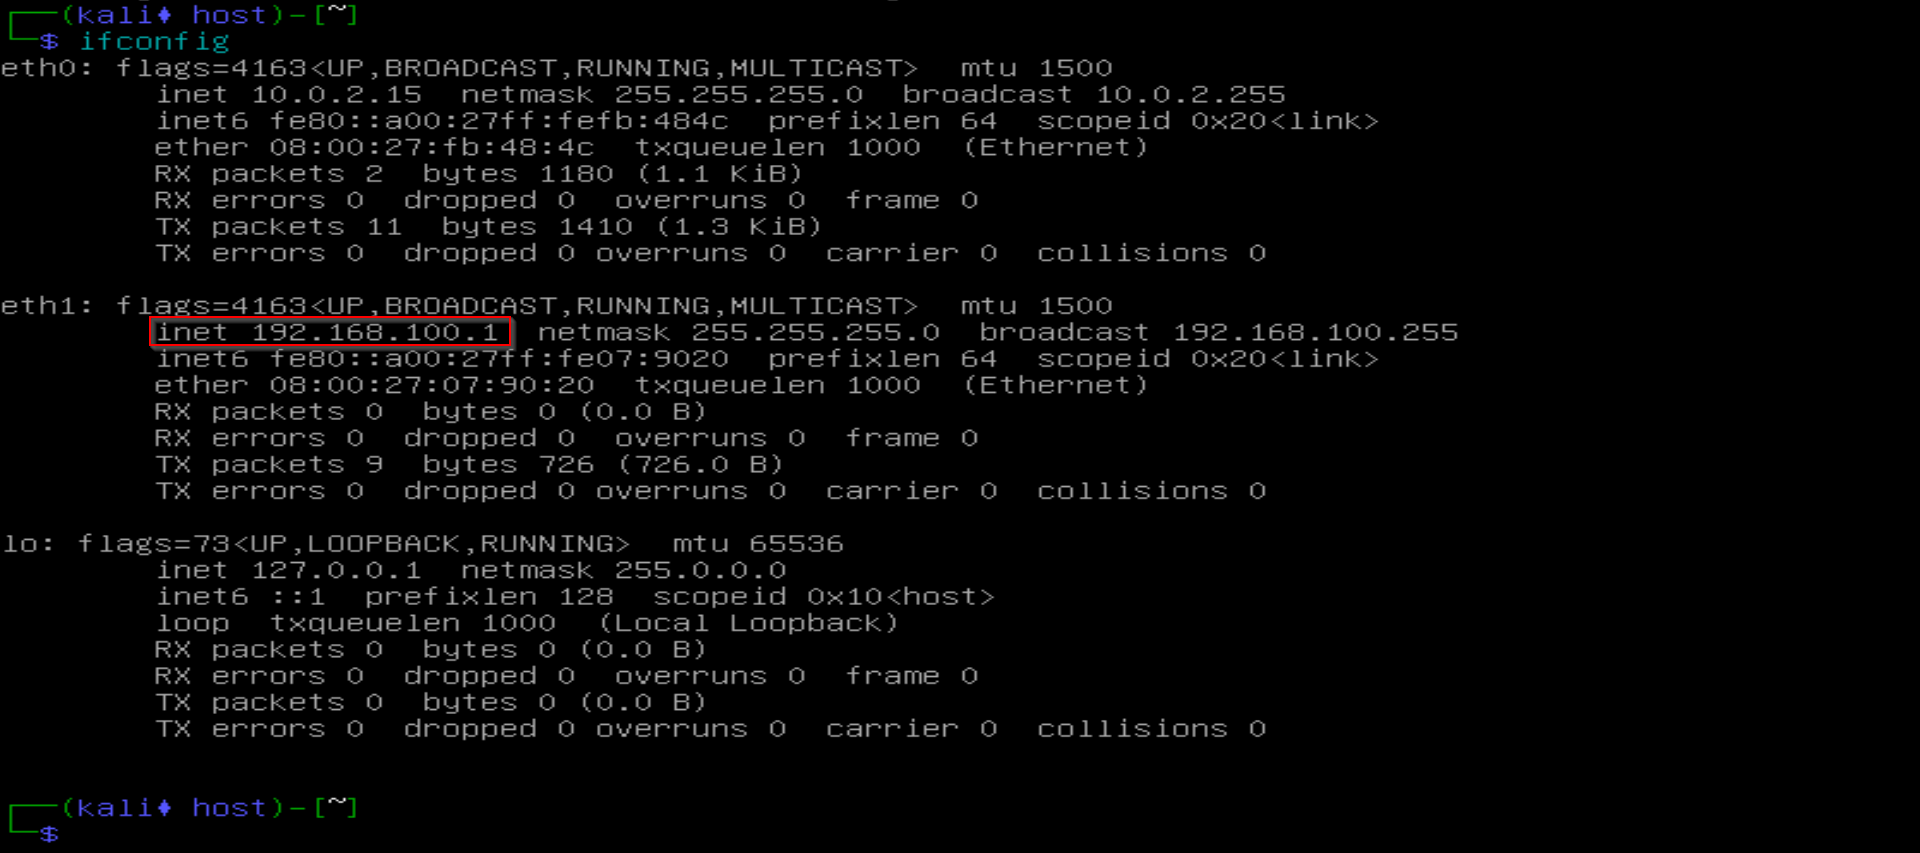 ┌──(kali♦ host)-[~]
└─$ ifconfig
eth0: flags=4163<UP,BROADCAST,RUNNING,MULTICAST>  mtu 1500
        inet 10.0.2.15  netmask 255.255.255.0  broadcast 10.0.2.255
        inet6 fe80::a00:27ff:fefb:484c  prefixlen 64  scopeid 0x20<link>
        ether 08:00:27:fb:48:4c  txqueuelen 1000  (Ethernet)
        RX packets 2  bytes 1180 (1.1 KiB)
        RX errors 0  dropped 0  overruns 0  frame 0
        TX packets 11  bytes 1410 (1.3 KiB)
        TX errors 0  dropped 0 overruns 0  carrier 0  collisions 0

eth1: flags=4163<UP,BROADCAST,RUNNING,MULTICAST>  mtu 1500
        inet 192.168.100.1  netmask 255.255.255.0  broadcast 192.168.100.255
        inet6 fe80::a00:27ff:fe07:9020  prefixlen 64  scopeid 0x20<link>
        ether 08:00:27:07:90:20  txqueuelen 1000  (Ethernet)
        RX packets 0  bytes 0 (0.0 B)
        RX errors 0  dropped 0  overruns 0  frame 0
        TX packets 9  bytes 726 (726.0 B)
        TX errors 0  dropped 0 overruns 0  carrier 0  collisions 0

lo: flags=73<UP,LOOPBACK,RUNNING>  mtu 65536
        inet 127.0.0.1  netmask 255.0.0.0
        inet6 ::1  prefixlen 128  scopeid 0x10<host>
        loop  txqueuelen 1000  (Local Loopback)
        RX packets 0  bytes 0 (0.0 B)
        RX errors 0  dropped 0  overruns 0  frame 0
        TX packets 0  bytes 0 (0.0 B)
        TX errors 0  dropped 0 overruns 0  carrier 0  collisions 0

┌──(kali♦ host)-[~]
└─$